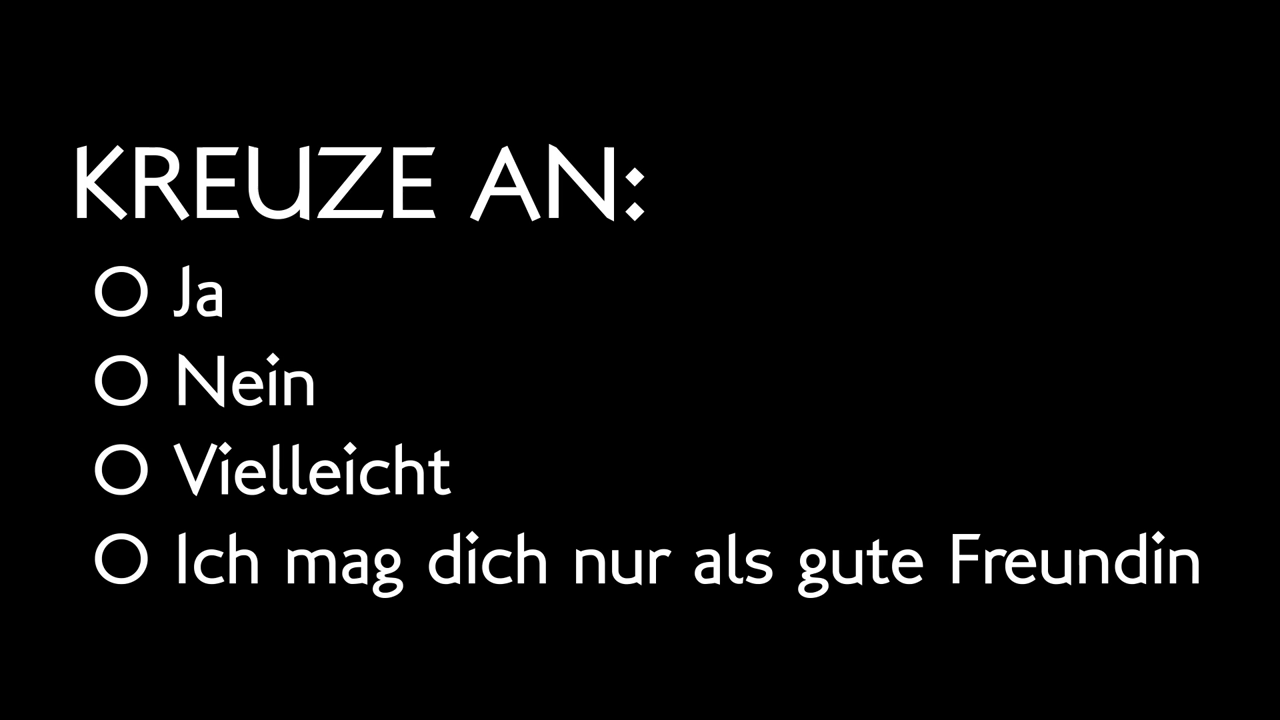 KREUZE AN:
O Ja
O Nein
O Vielleicht
O Ich mag dich nur als gute Freundin